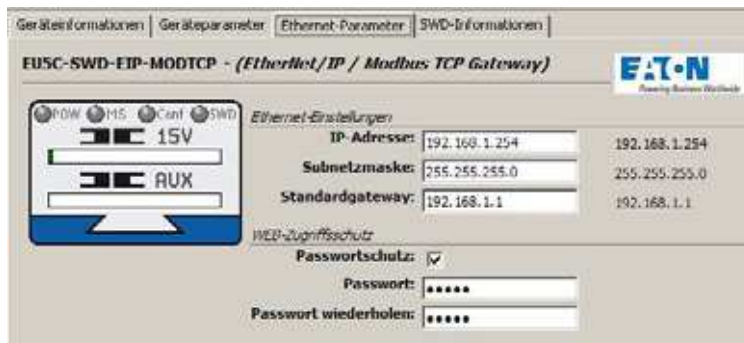 Geräteinformationen Geräteparameter Ethernet-Parameter SWD-Informationen
EU5C-SWD-EIP-MODTCP - (EtherNet/IP / Modbus TCP Gateway)
EATON
Powering Business Worldwide
POW MS Conf SWD
15V
AUX
Ethernet-Einstellungen
IP-Adresse: 192.168.1.254 192.168.1.254
Subnetzmaske: 255.255.255.0 255.255.255.0
Standardgateway: 192.168.1.1 192.168.1.1
WEB-Zugriffsschutz
Passwortschutz:
Passwort: •••••
Passwort wiederholen: •••••